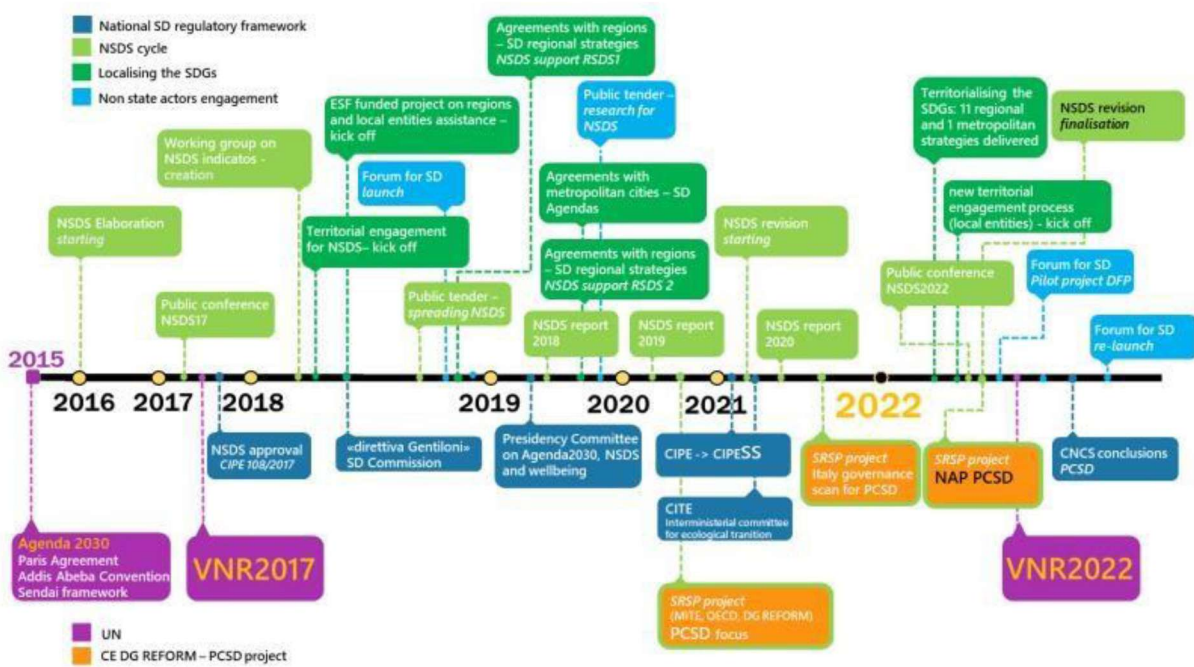 National SD regulatory framework
NSDS cycle
Localising the SDGs
Non state actors engagement
Agreements with regions
– SD regional strategies
NSDS support RSDS1
ESF funded project on regions
and local entities assistance –
kick off
Public tender –
research for
NSDS
Territorialising the
SDGs: 11 regional
and 1 metropolitan
strategies delivered
NSDS revision
finalisation
Working group on
NSDS indicatos -
creation
Forum for SD
launch
Agreements with
metropolitan cities – SD
Agendas
new territorial
engagement process
(local entities) - kick off
NSDS Elaboration
starting
Territorial engagement
for NSDS– kick off
NSDS revision
starting
Agreements with regions
– SD regional strategies
NSDS support RSDS 2
Public conference
NSDS2022
Forum for SD
Pilot project DFP
Public conference
NSDS17
Public tender –
spreading NSDS
NSDS report
2018
NSDS report
2019
NSDS report
2020
Forum for SD
re-launch
2015
2016
2017
2018
2019
2020
2021
2022
NSDS approval
CIPE 108/2017
«direttiva Gentiloni»
SD Commission
Presidency Committee
on Agenda2030, NSDS
and wellbeing
CIPE -> CIPESS
SRSP project
Italy governance
scan for PCSD
SRSP project
NAP PCSD
CNCS conclusions
PCSD
CITE
Interministerial committee
for ecological tranition
Agenda 2030
Paris Agreement
Addis Abeba Convention
Sendai framework
VNR2017
VNR2022
SRSP project
(MITE, OECD, DG REFORM)
PCSD focus
UN
CE DG REFORM – PCSD project